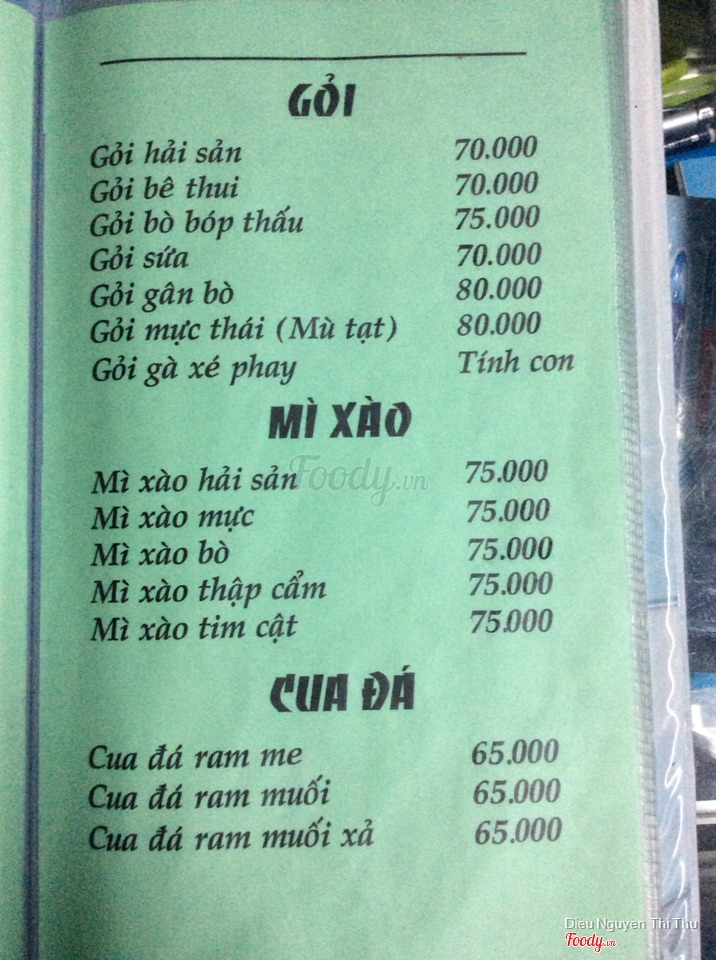 GỎI
Gỏi hải sản 70.000
Gỏi bê thui 70.000
Gỏi bò bóp thấu 75.000
Gỏi sứa 70.000
Gỏi gân bò 80.000
Gỏi mực thái (Mù tạt) 80.000
Gỏi gà xé phay Tính con
MÌ XÀO
Mì xào hải sản 75.000
Foody.vn
Mì xào mực 75.000
Mì xào bò 75.000
Mì xào thập cẩm 75.000
Mì xào tim cật 75.000
CUA ĐÁ
Cua đá ram me 65.000
Cua đá ram muối 65.000
Cua đá ram muối xả 65.000
Dieu Nguyen Thi Thu
Foody.vn